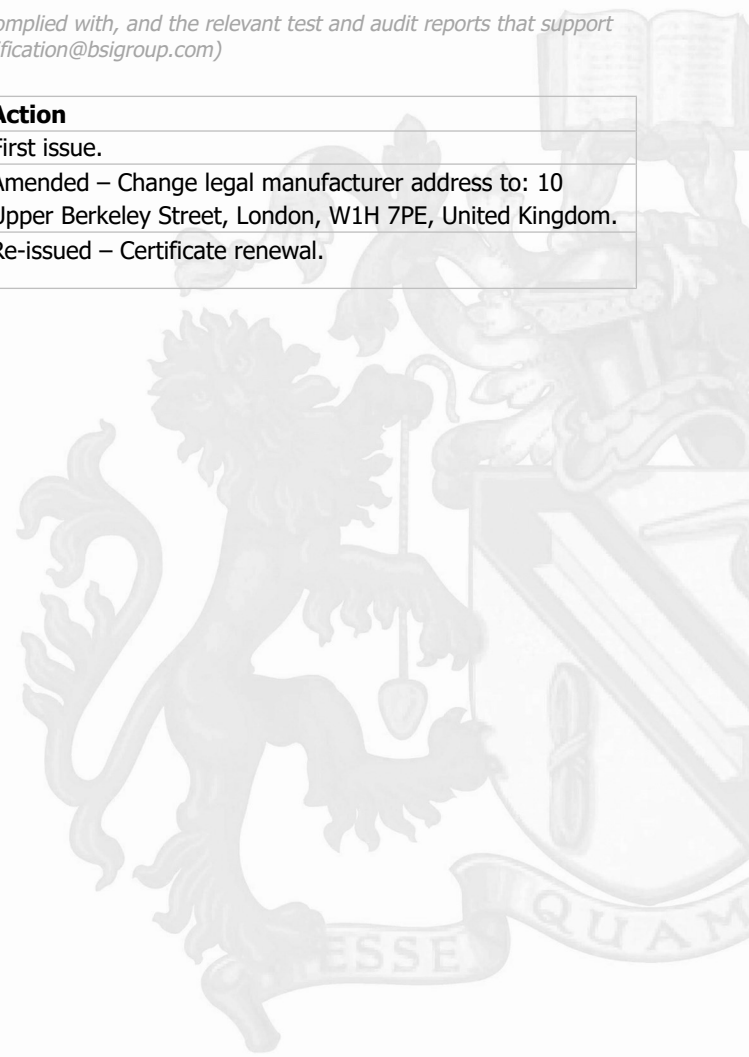 omplied with, and the relevant test and audit reports that support
ification@bsigroup.com)
Action
First issue.
Amended – Change legal manufacturer address to: 10
Upper Berkeley Street, London, W1H 7PE, United Kingdom.
Re-issued – Certificate renewal.
ESSE QUAM